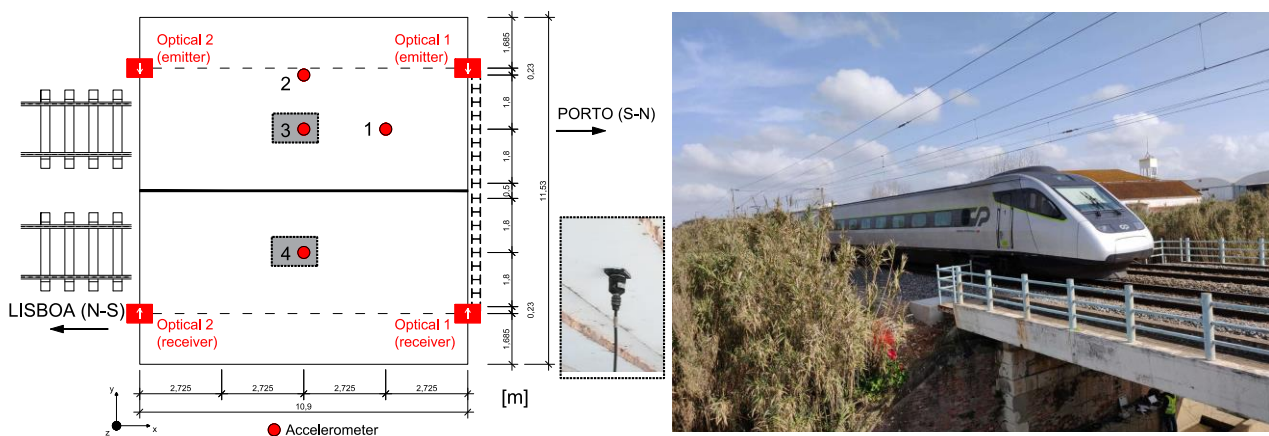 Optical 2
(emitter)
Optical 1
(emitter)
2
3
1
4
PORTO (S-N)
LISBOA (N-S)
Optical 2
(receiver)
Optical 1
(receiver)
1,685
0,23
1,8
1,8
0,5
1,8
1,8
0,23
1,685
11,53
2,725
2,725
2,725
2,725
10,9
[m]
y
z
x
Accelerometer
CP